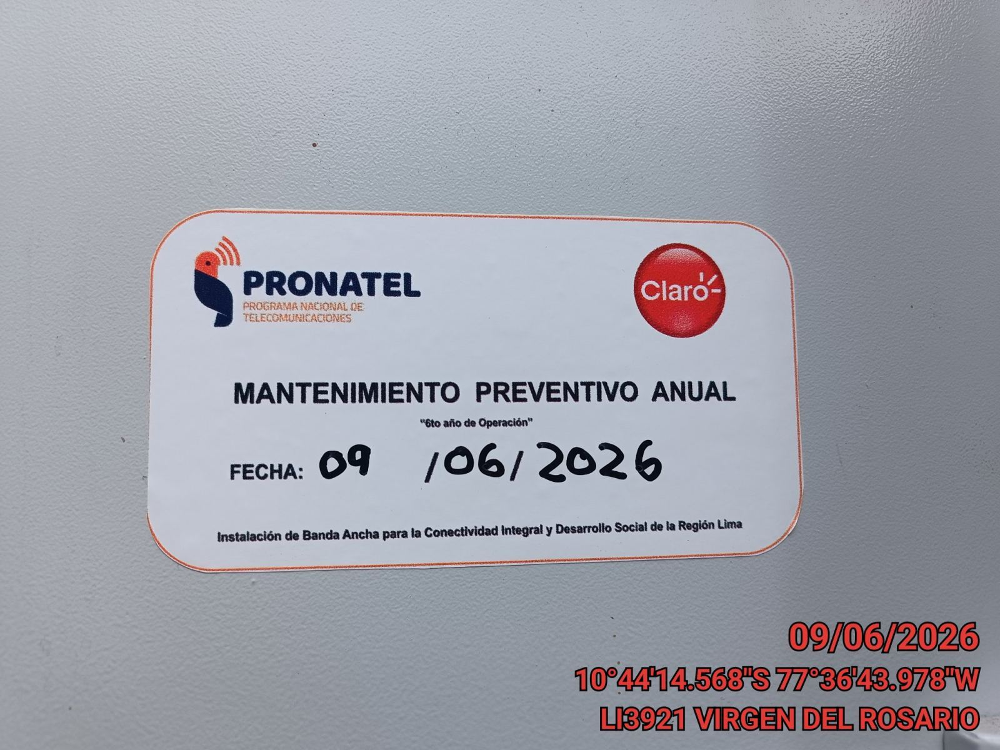 PRONATEL
PROGRAMA NACIONAL DE
TELECOMUNICACIONES
Claro
MANTENIMIENTO PREVENTIVO ANUAL
"6to año de Operación"
FECHA: 09 /06/2026
Instalación de Banda Ancha para la Conectividad Integral y Desarrollo Social de la Región Lima
09/06/2026
10°44'14.568"S 77°36'43.978"W
LI3921 VIRGEN DEL ROSARIO